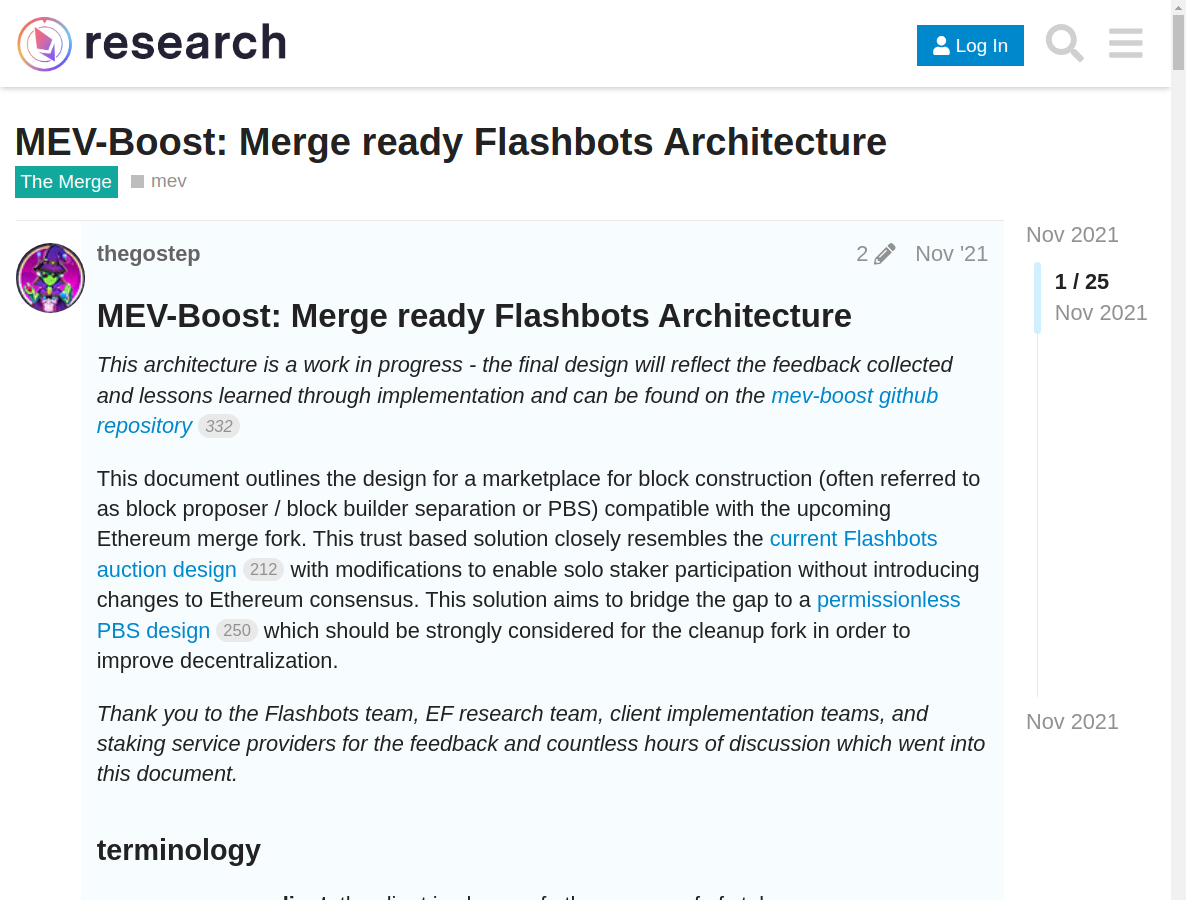 research
Log In
MEV-Boost: Merge ready Flashbots Architecture
The Merge
mev
Nov 2021
thegostep
2
Nov '21
1 / 25
Nov 2021
MEV-Boost: Merge ready Flashbots Architecture
This architecture is a work in progress - the final design will reflect the feedback collected
and lessons learned through implementation and can be found on the mev-boost github
repository 332
This document outlines the design for a marketplace for block construction (often referred to
as block proposer / block builder separation or PBS) compatible with the upcoming
Ethereum merge fork. This trust based solution closely resembles the current Flashbots
auction design 212 with modifications to enable solo staker participation without introducing
changes to Ethereum consensus. This solution aims to bridge the gap to a permissionless
PBS design 250 which should be strongly considered for the cleanup fork in order to
improve decentralization.
Thank you to the Flashbots team, EF research team, client implementation teams, and
staking service providers for the feedback and countless hours of discussion which went into
this document.
Nov 2021
terminology